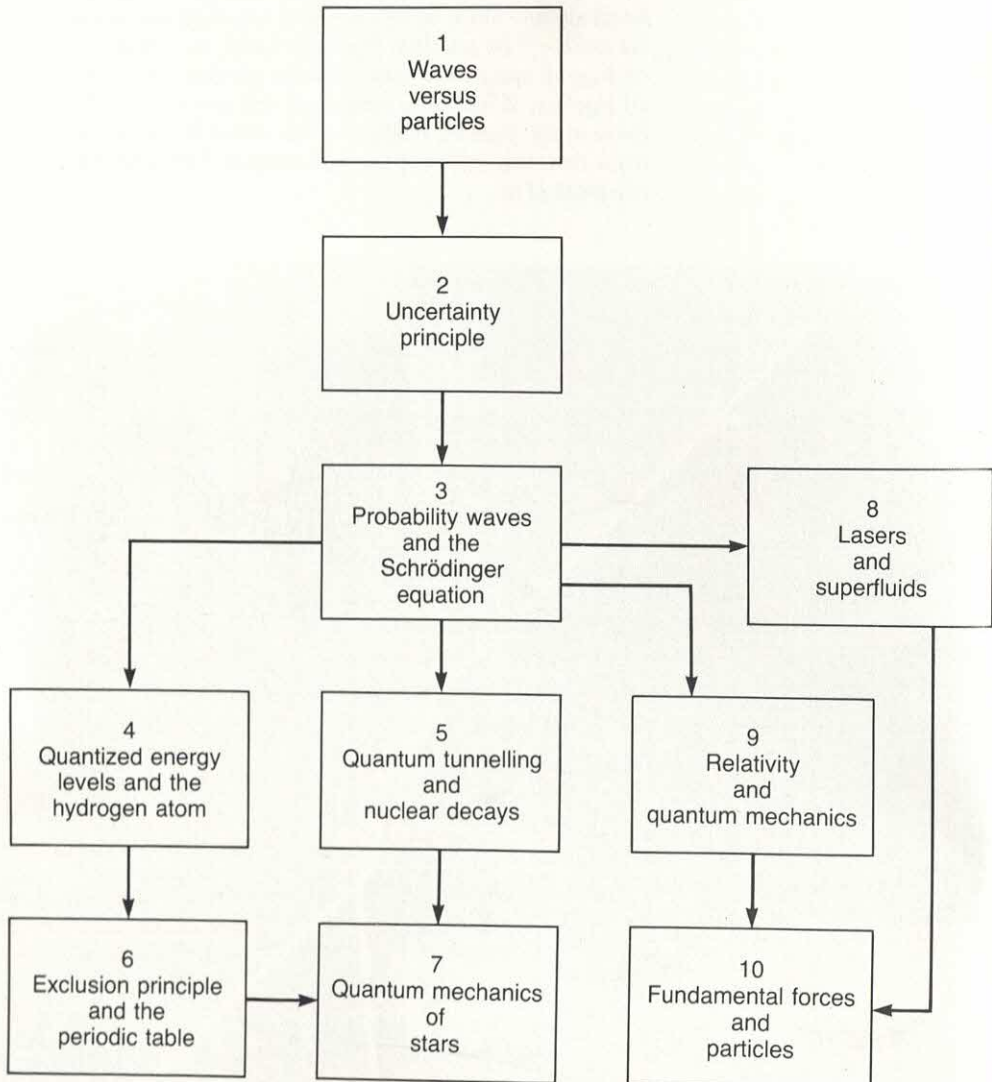 1
Waves
versus
particles
2
Uncertainty
principle
3
Probability waves
and the
Schrödinger
equation
8
Lasers
and
superfluids
4
Quantized energy
levels and the
hydrogen atom
5
Quantum tunnelling
and
nuclear decays
9
Relativity
and
quantum mechanics
6
Exclusion principle
and the
periodic table
7
Quantum mechanics
of
stars
10
Fundamental forces
and
particles